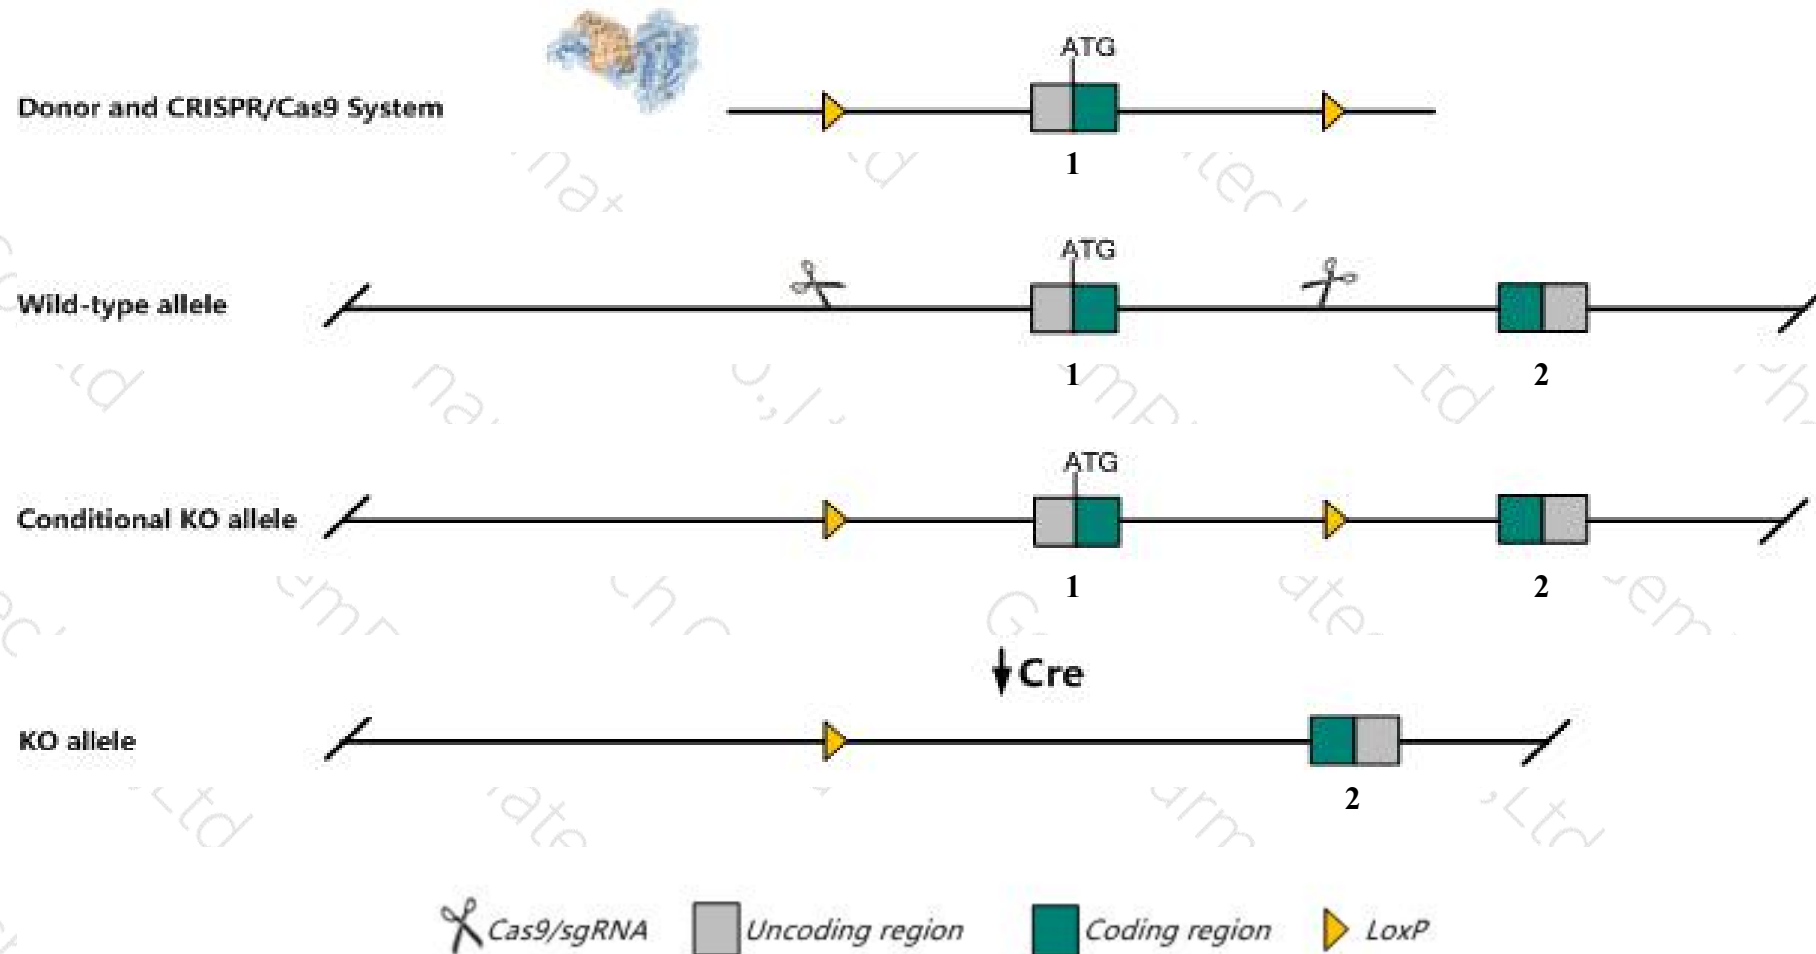 ATG
Donor and CRISPR/Cas9 System
1
ATG
Wild-type allele
1 2
ATG
Conditional KO allele
1 2
Cre
KO allele
2
Cas9/sgRNA Uncoding region Coding region LoxP